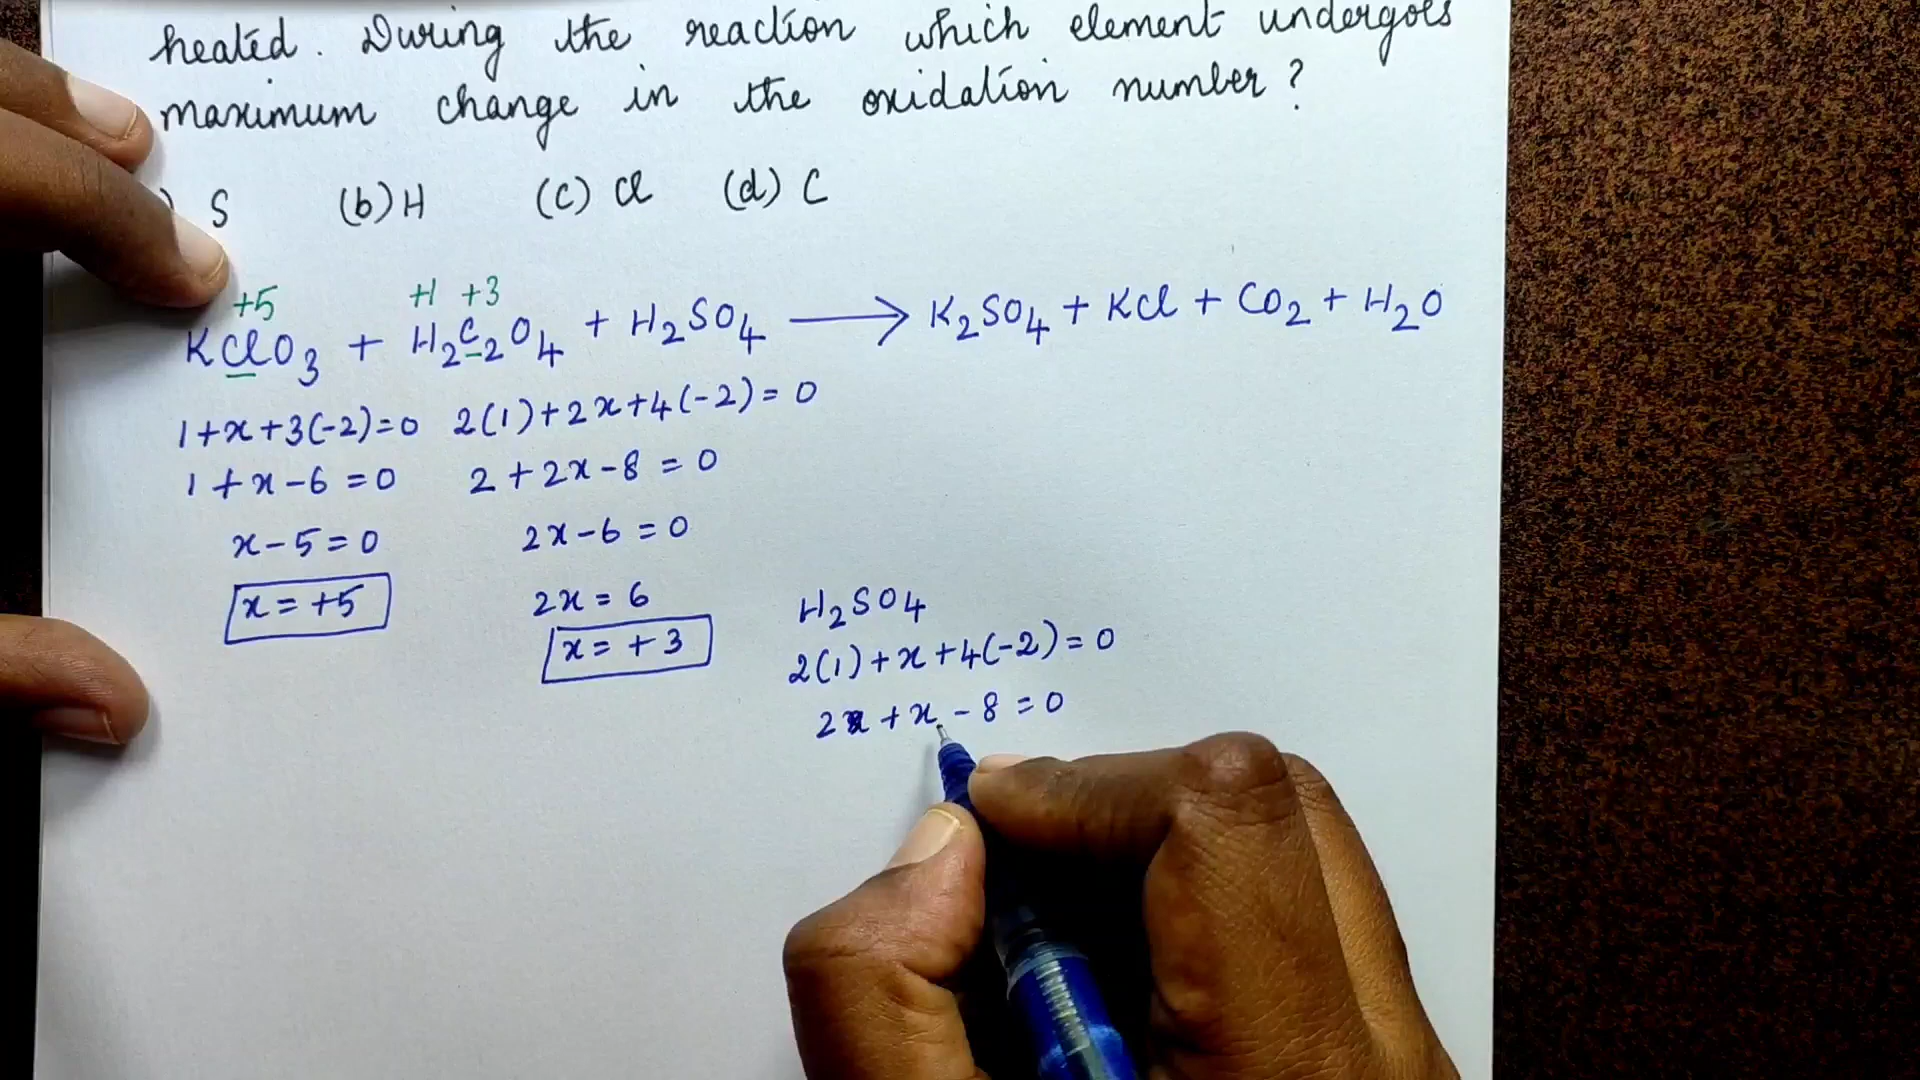 heated. During the reaction which element undergoes
maximum change in the oxidation number?
) S (b) H (C) Cl (d) C
+5 +1 +3
KClO3 + H2C2O4 + H2SO4 ⟶ K2SO4 + KCl + CO2 + H2O
1+x+3(-2)=0 2(1)+2x+4(-2)=0
1+x-6=0 2+2x-8=0
x-5=0 2x-6=0
x=+5 2x=6
x=+3
H2SO4
2(1)+x+4(-2)=0
2 +x-8=0